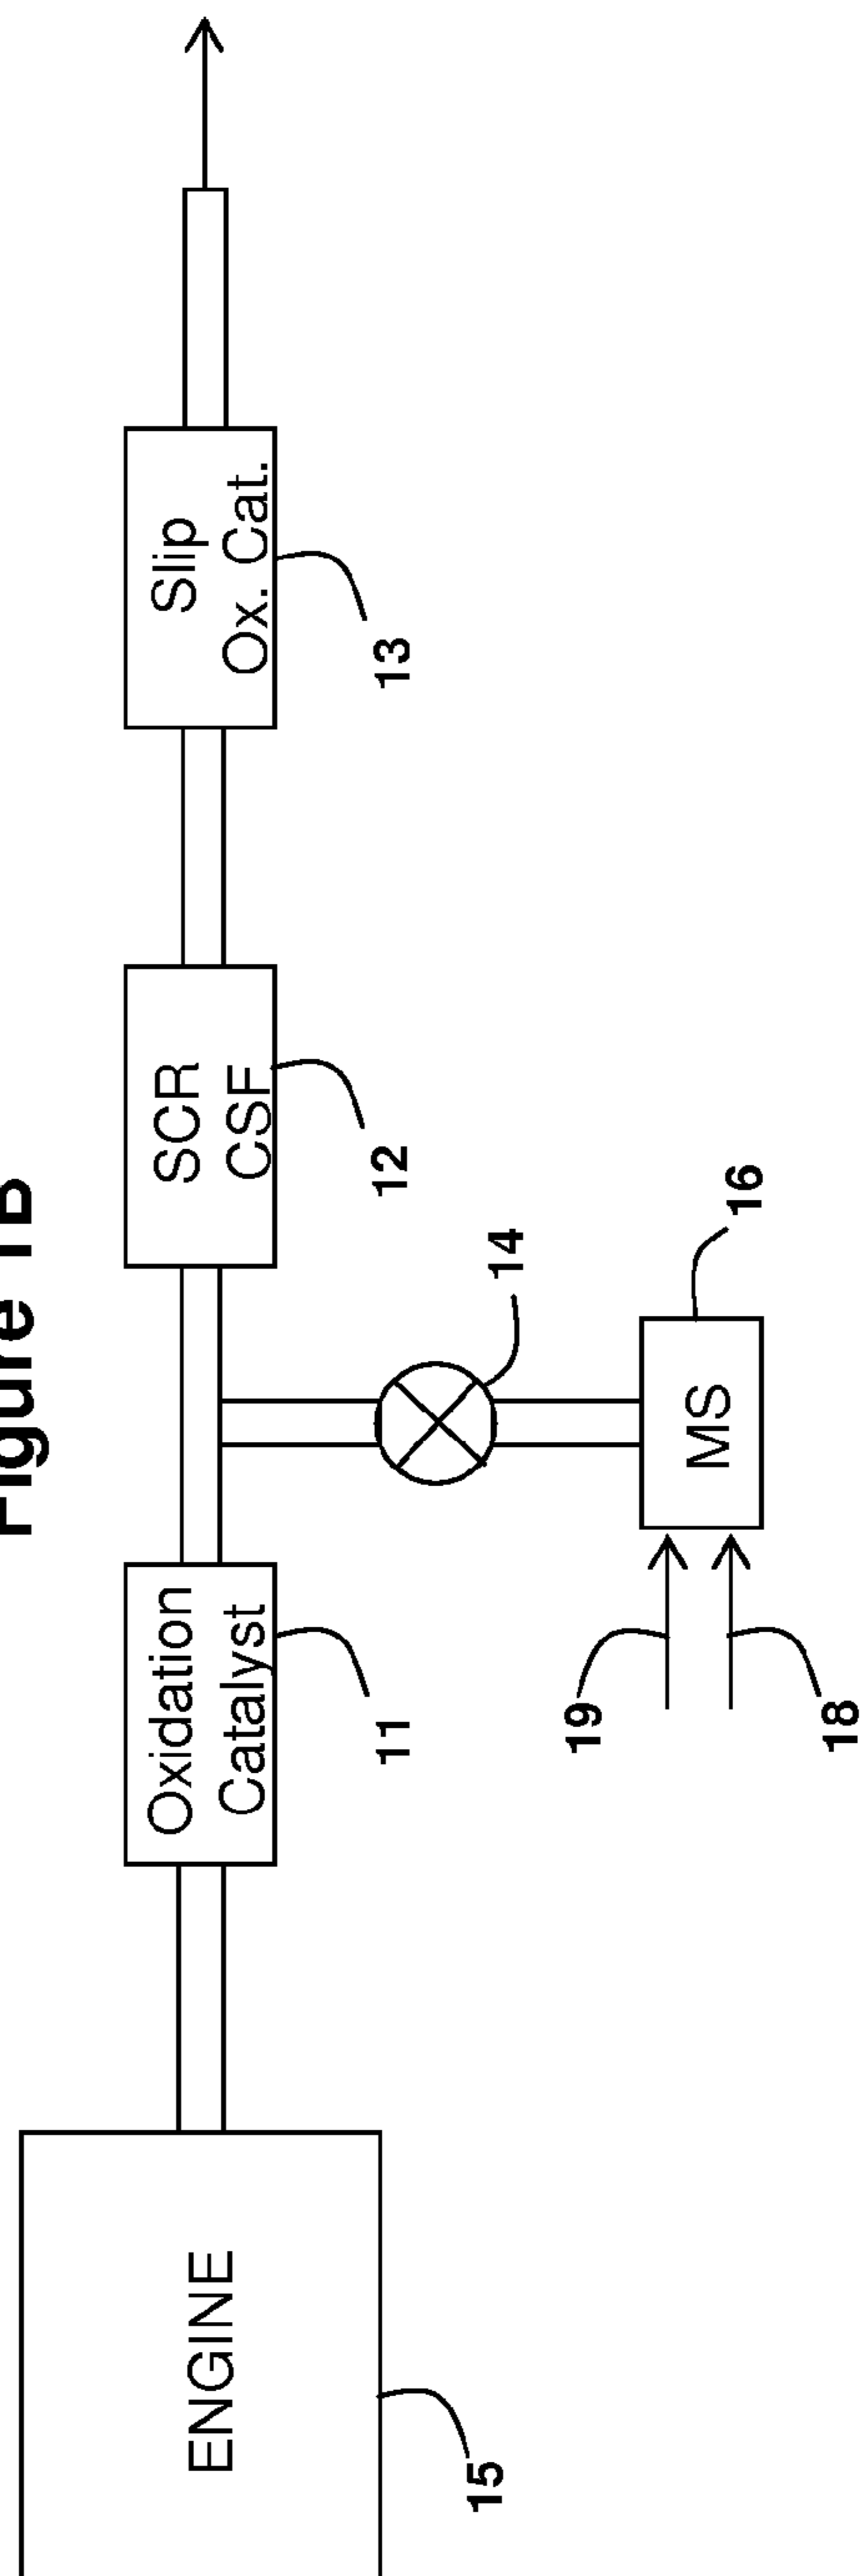 Figure 1B
ENGINE
15
Oxidation
Catalyst
11
SCR
CSF
12
Slip
Ox. Cat.
13
14
MS
16
19
18